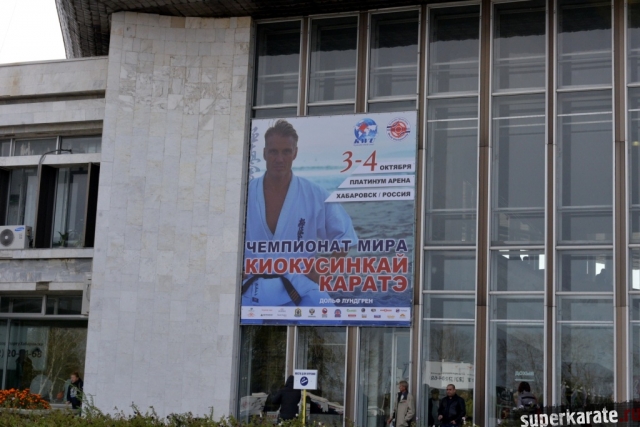 3-4 ОКТЯБРЯ
ПЛАТИНУМ АРЕНА
ХАБАРОВСК / РОССИЯ
ЧЕМПИОНАТ МИРА
КИОКУСИНКАЙ
КАРАТЭ
ДОЛЬФ ЛУНДГРЕН
superkarate